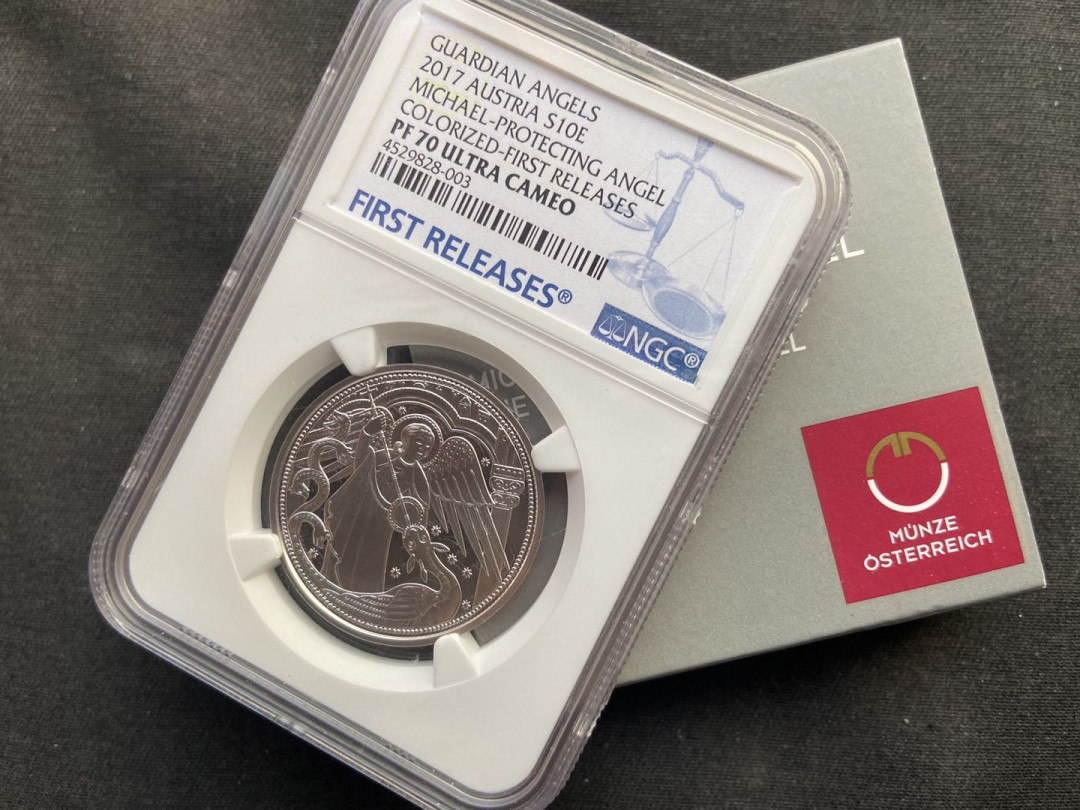 GUARDIAN ANGELS
2017 AUSTRIA S10E
MICHAEL-PROTECTING ANGEL
COLORIZED-FIRST RELEASES
PF 70 ULTRA CAMEO
4529828-003
FIRST RELEASES®
NGC®
MÜNZE
ÖSTERREICH